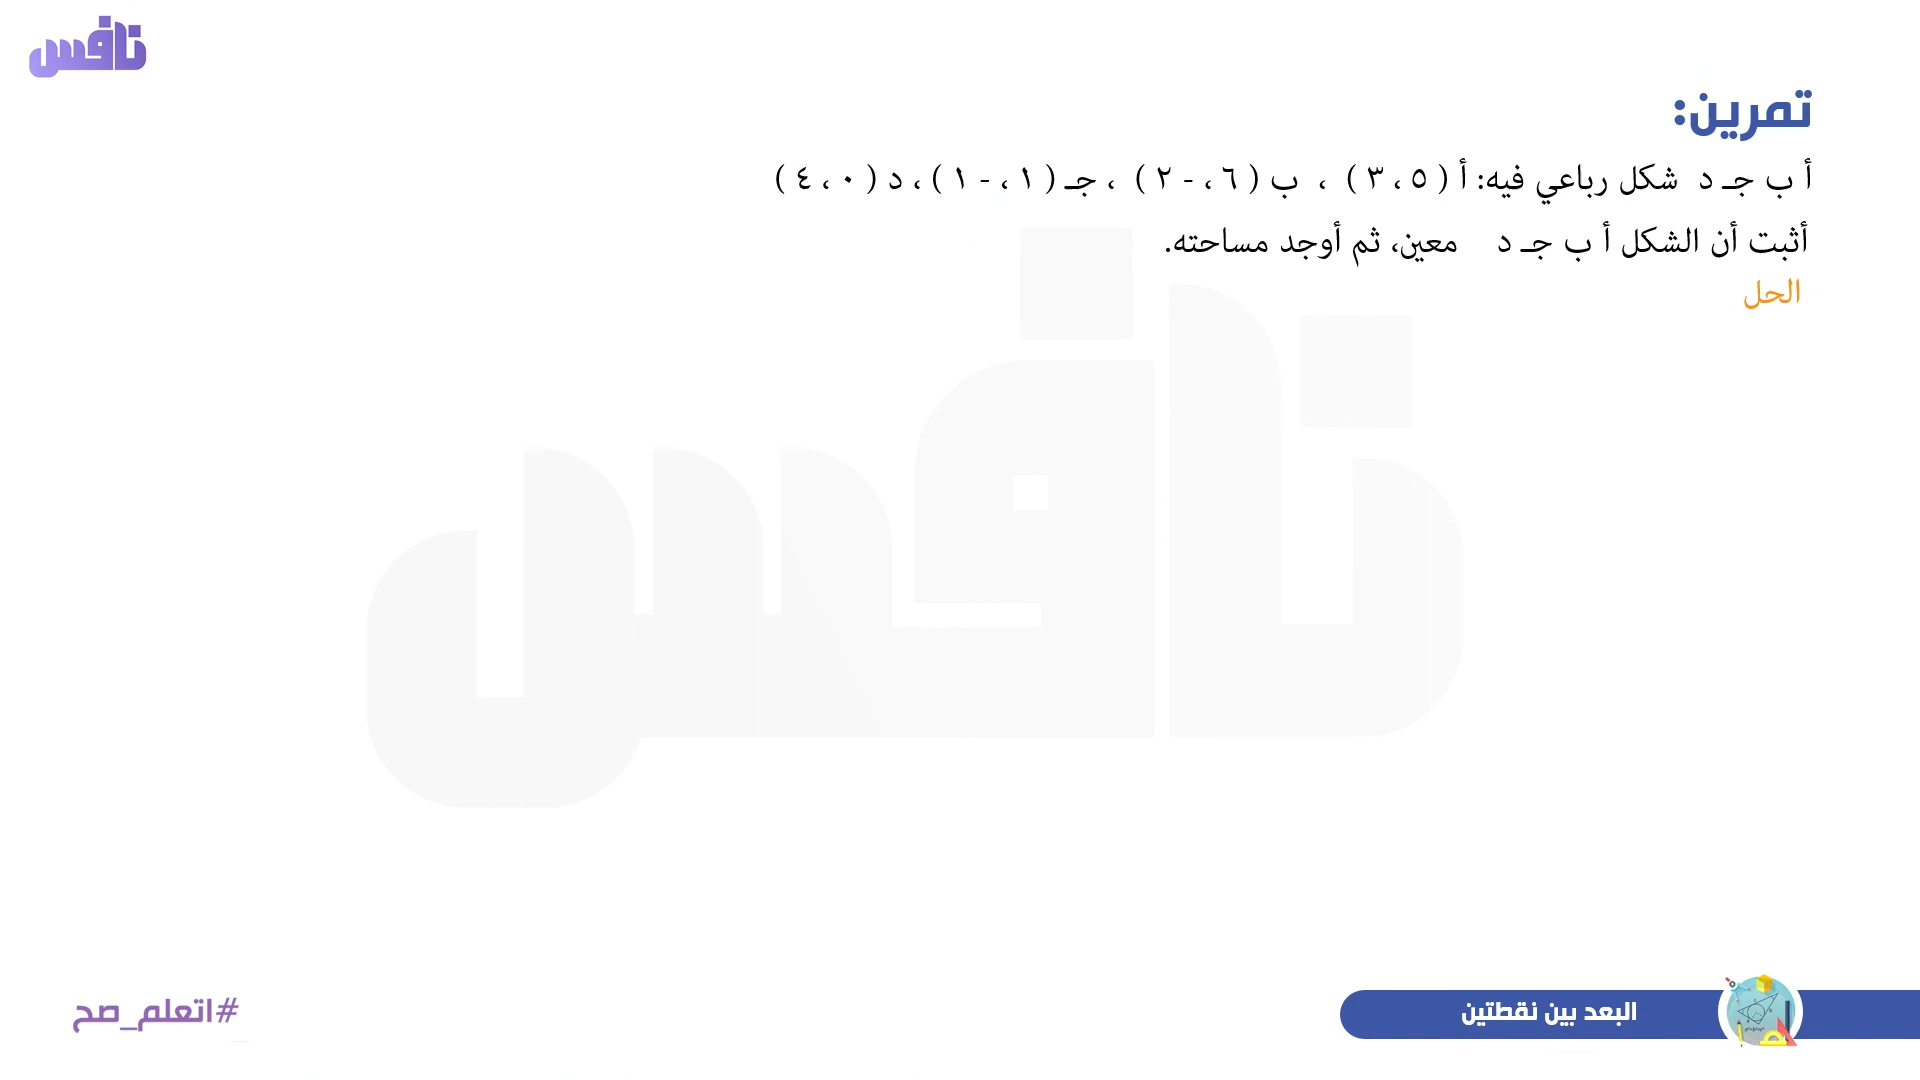 نافس
تمرين:
أ ب جـ د شكل رباعي فيه: أ ( ٥ ، ٣ ) ، ب ( ٦ ، - ٢ ) ، جـ ( ١ ، - ١ ) ، د ( ٠ ، ٤ )
أثبت أن الشكل أ ب جـ د معين، ثم أوجد مساحته.
الحل
نافس
البعد بين نقطتين
#اتعلم_صح